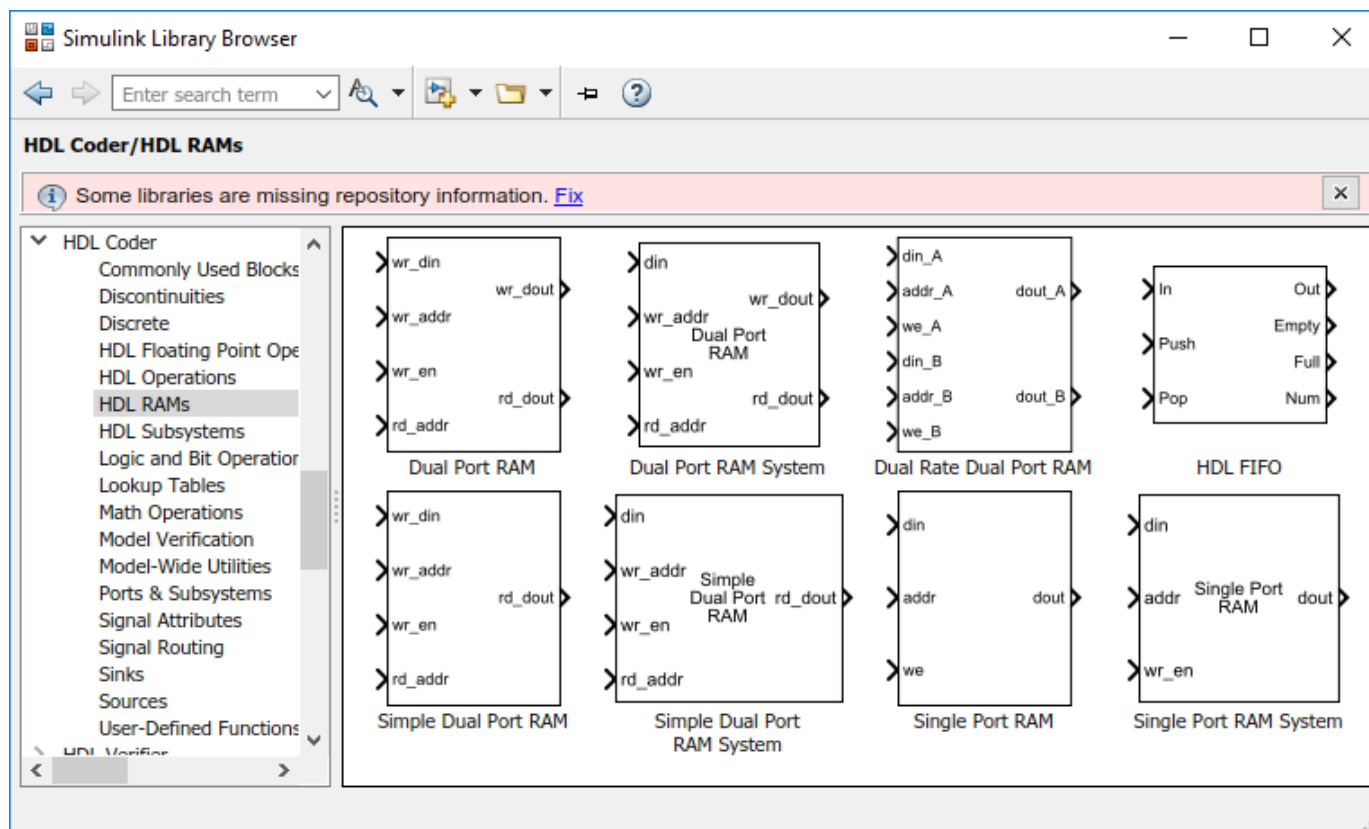 Simulink Library Browser
Enter search term
HDL Coder/HDL RAMs
Some libraries are missing repository information. Fix
HDL Coder
Commonly Used Blocks
Discontinuities
Discrete
HDL Floating Point Ope
HDL Operations
HDL RAMs
HDL Subsystems
Logic and Bit Operation
Lookup Tables
Math Operations
Model Verification
Model-Wide Utilities
Ports & Subsystems
Signal Attributes
Signal Routing
Sinks
Sources
User-Defined Functions
HDL Verifier
wr_din
wr_dout
wr_addr
wr_en
rd_dout
rd_addr
Dual Port RAM
din
wr_dout
wr_addr
Dual Port
RAM
wr_en
rd_dout
rd_addr
Dual Port RAM System
din_A
addr_A dout_A
we_A
din_B
addr_B dout_B
we_B
Dual Rate Dual Port RAM
In Out
Empty
Push
Full
Pop Num
HDL FIFO
wr_din
wr_addr
rd_dout
wr_en
rd_addr
Simple Dual Port RAM
din
wr_addr
Simple
Dual Port rd_dout
RAM
wr_en
rd_addr
Simple Dual Port
RAM System
din
addr dout
we
Single Port RAM
din
addr Single Port dout
RAM
wr_en
Single Port RAM System